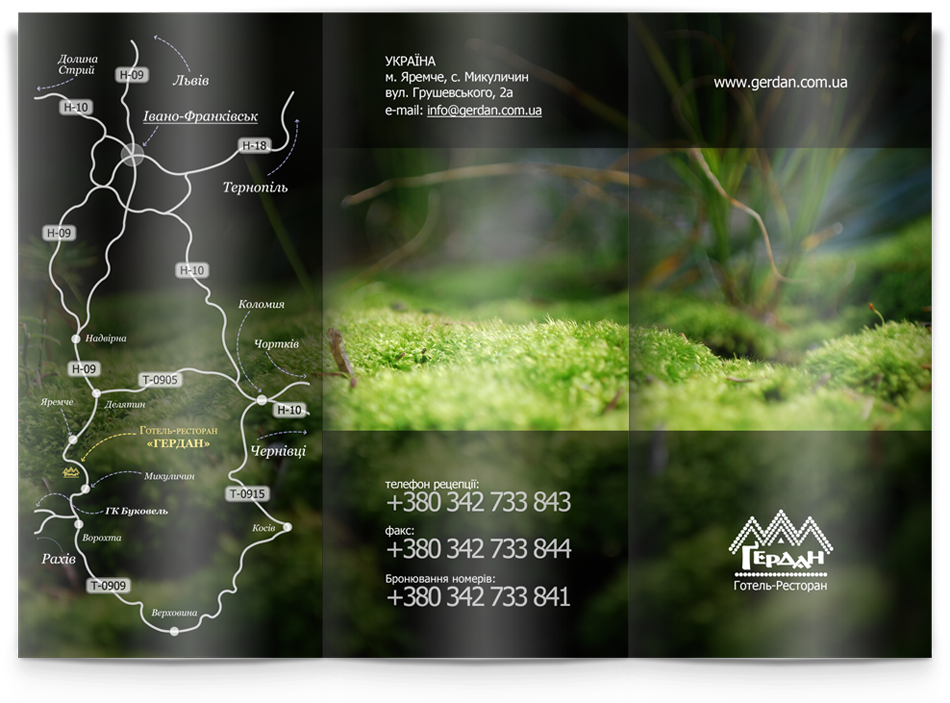 Долина
Стрий
Н-09
Львів
Н-10
Івано-Франківськ
Н-18
Тернопіль
Н-09
Н-10
Коломия
Надвірна
Чортків
Н-09
Т-0905
Яремче
Делятин
Н-10
Готель-ресторан
«ГЕРДАН»
Чернівці
Микуличин
Т-0915
ГК Буковель
Косів
Ворохта
Рахів
Т-0909
Верховина
УКРАЇНА
м. Яремче, с. Микуличин
вул. Грушевського, 2а
e-mail: info@gerdan.com.ua
телефон рецепції:
+380 342 733 843
факс:
+380 342 733 844
Бронювання номерів:
+380 342 733 841
www.gerdan.com.ua
ГЕРДАН
Готель-Ресторан